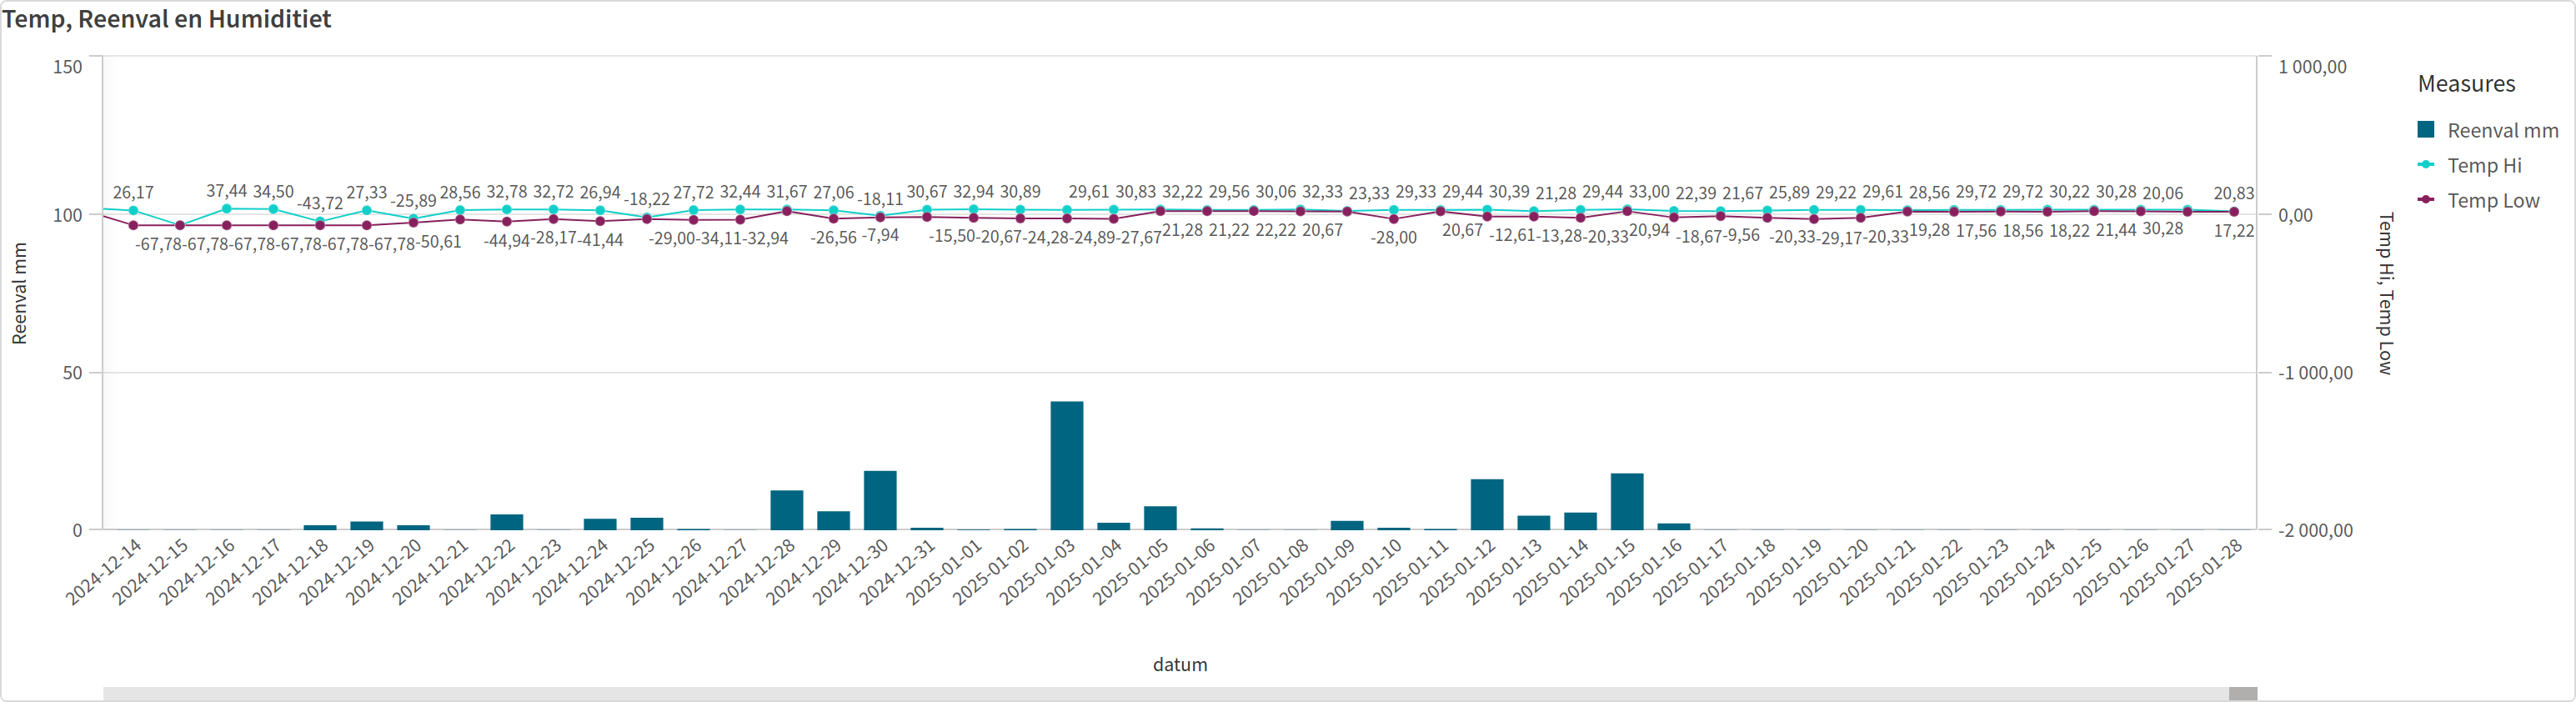 Temp, Reenval en Humiditiet
150
100
50
0
Reenval mm
1 000,00
0,00
-1 000,00
-2 000,00
Temp Hi, Temp Low
Measures
Reenval mm
Temp Hi
Temp Low
26,17 37,44 34,50 -43,72 27,33 -25,89 28,56 32,78 32,72 26,94 -18,22 27,72 32,44 31,67 27,06 -18,11 30,67 32,94 30,89 29,61 30,83 32,22 29,56 30,06 32,33 23,33 29,33 29,44 30,39 21,28 29,44 33,00 22,39 21,67 25,89 29,22 29,61 28,56 29,72 29,72 30,22 30,28 20,06 20,83
-67,78 -67,78 -67,78 -67,78 -67,78 -67,78 -50,61 -44,94 -28,17 -41,44 -29,00 -34,11 -32,94 -26,56 -7,94 -15,50 -20,67 -24,28 -24,89 -27,67 21,28 21,22 22,22 20,67 -28,00 20,67 -12,61 -13,28 -20,33 20,94 -18,67 -9,56 -20,33 -29,17 -20,33 19,28 17,56 18,56 18,22 21,44 30,28 17,22
2024-12-14 2024-12-15 2024-12-16 2024-12-17 2024-12-18 2024-12-19 2024-12-20 2024-12-21 2024-12-22 2024-12-23 2024-12-24 2024-12-25 2024-12-26 2024-12-27 2024-12-28 2024-12-29 2024-12-30 2024-12-31 2025-01-01 2025-01-02 2025-01-03 2025-01-04 2025-01-05 2025-01-06 2025-01-07 2025-01-08 2025-01-09 2025-01-10 2025-01-11 2025-01-12 2025-01-13 2025-01-14 2025-01-15 2025-01-16 2025-01-17 2025-01-18 2025-01-19 2025-01-20 2025-01-21 2025-01-22 2025-01-23 2025-01-24 2025-01-25 2025-01-26 2025-01-27 2025-01-28
datum